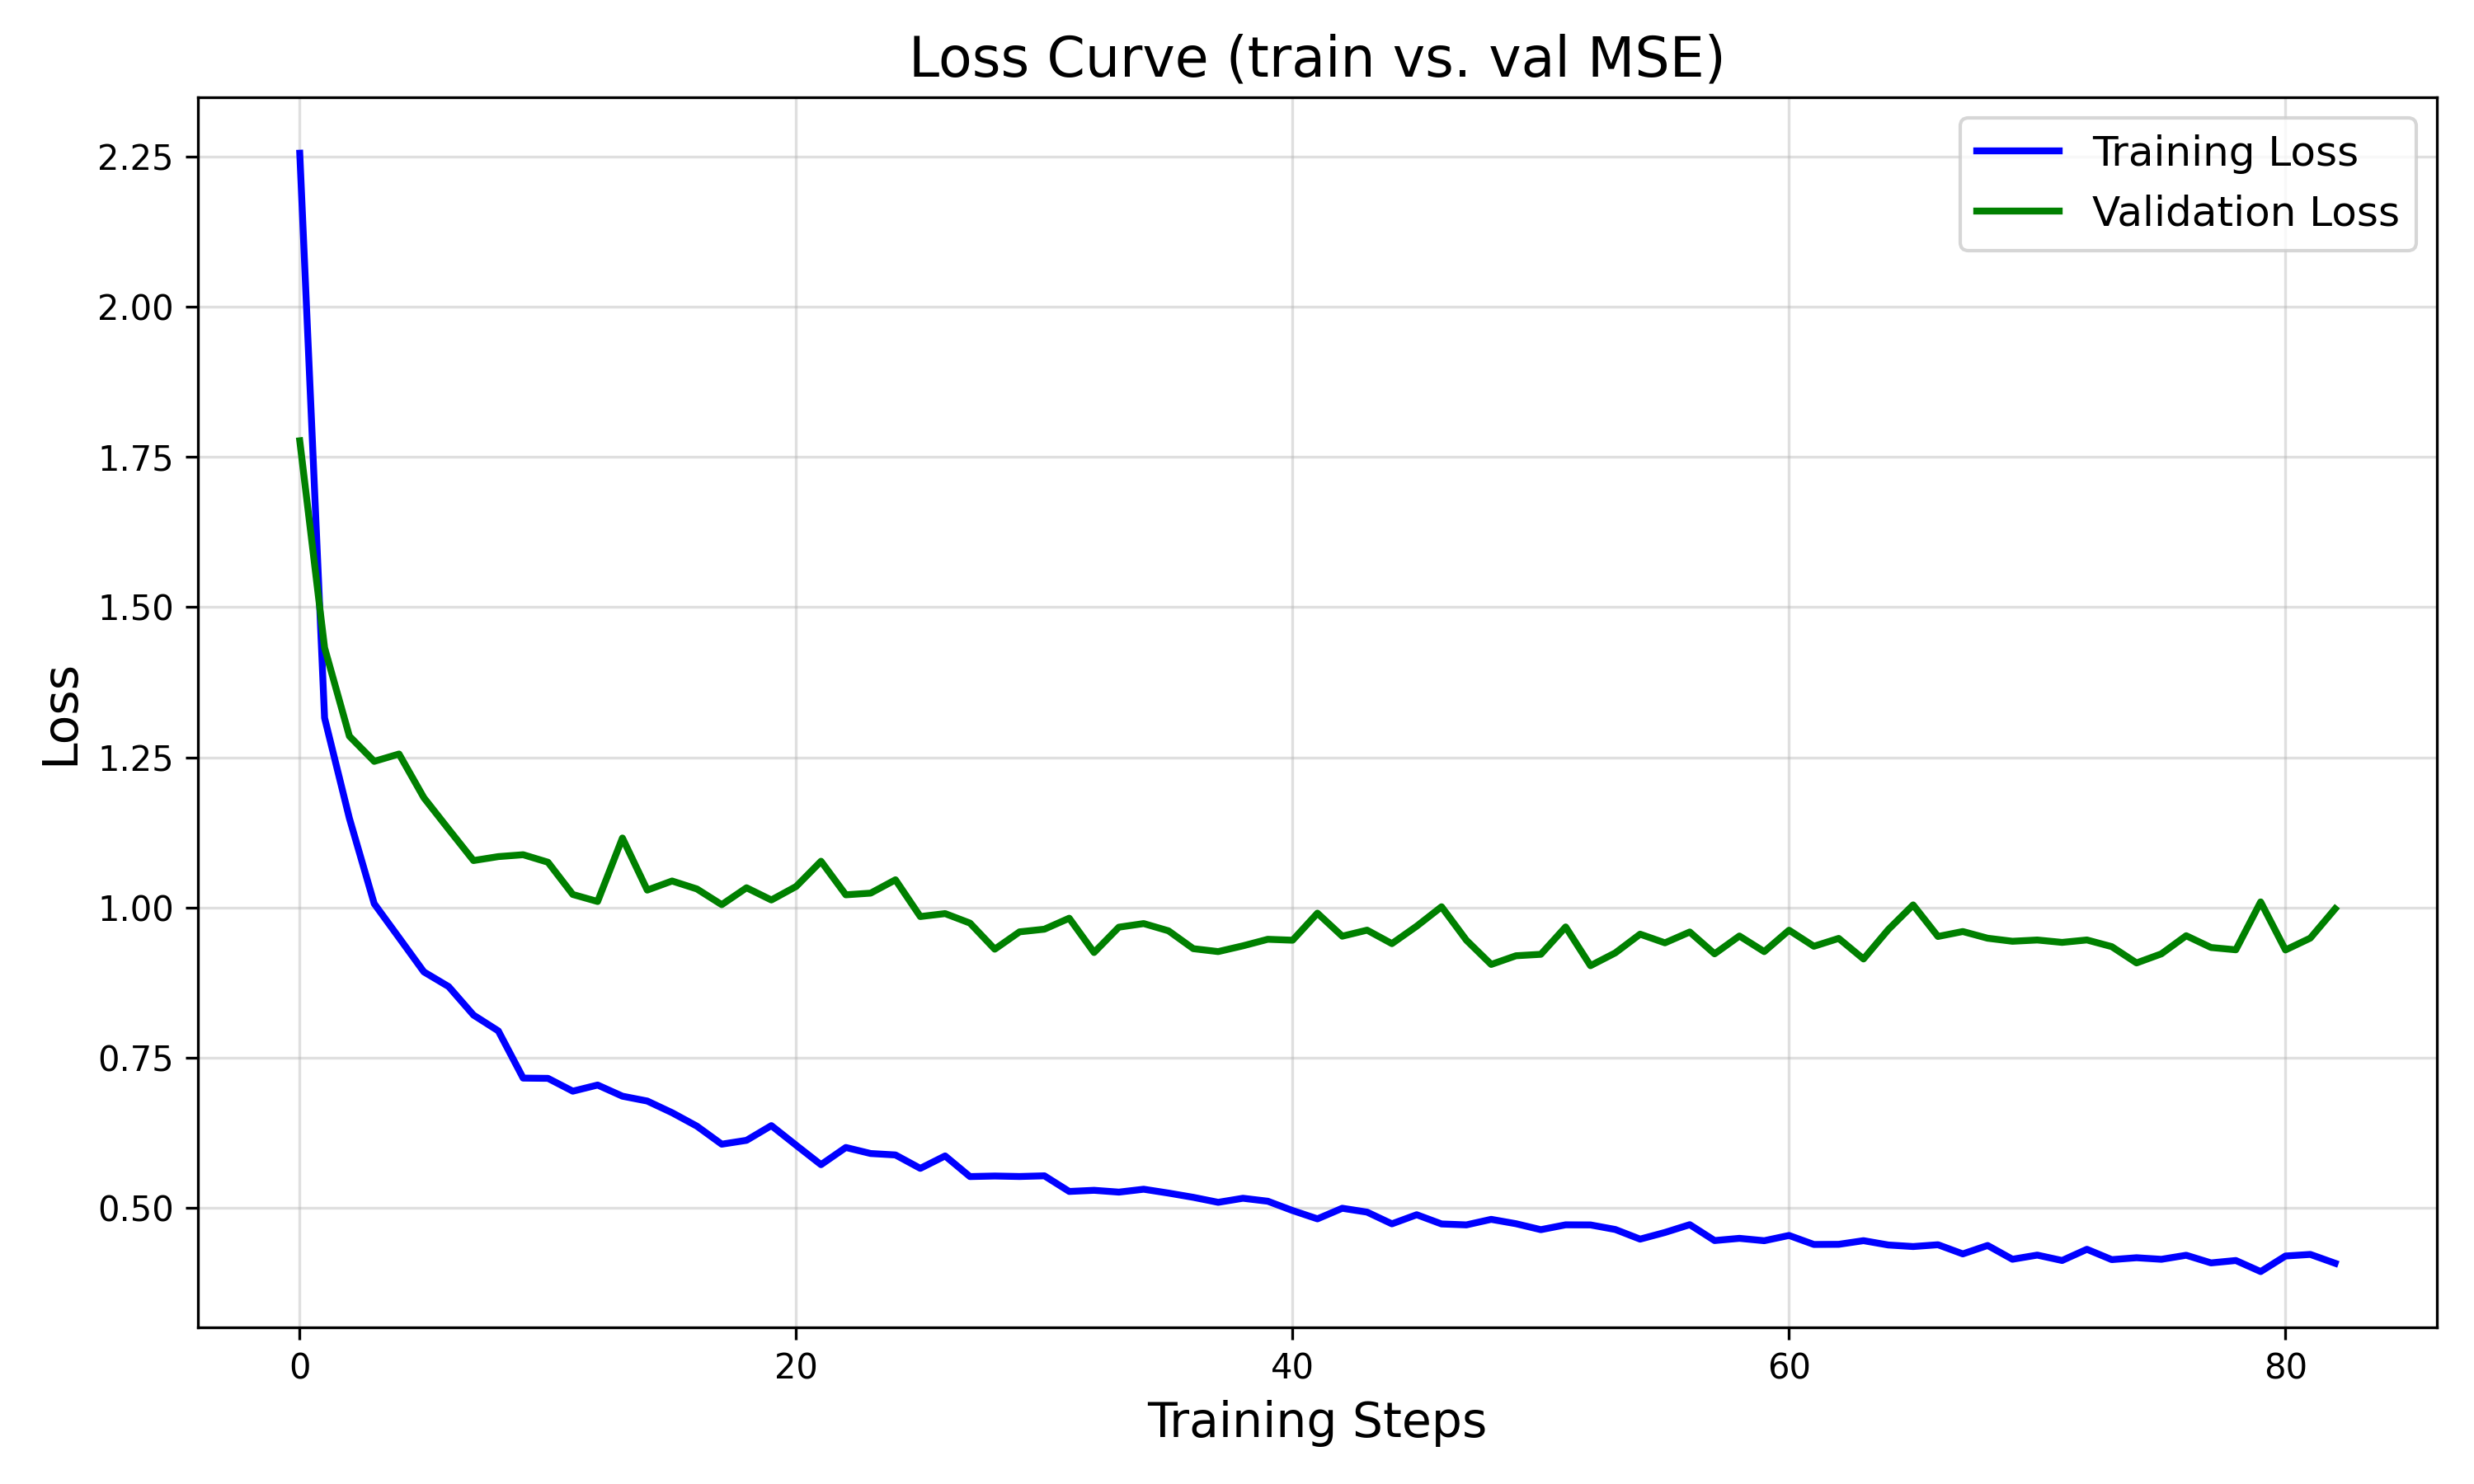 Loss Curve (train vs. val MSE)
Training Loss
Validation Loss
2.25
2.00
1.75
1.50
1.25
1.00
0.75
0.50
Loss
0 20 40 60 80
Training Steps